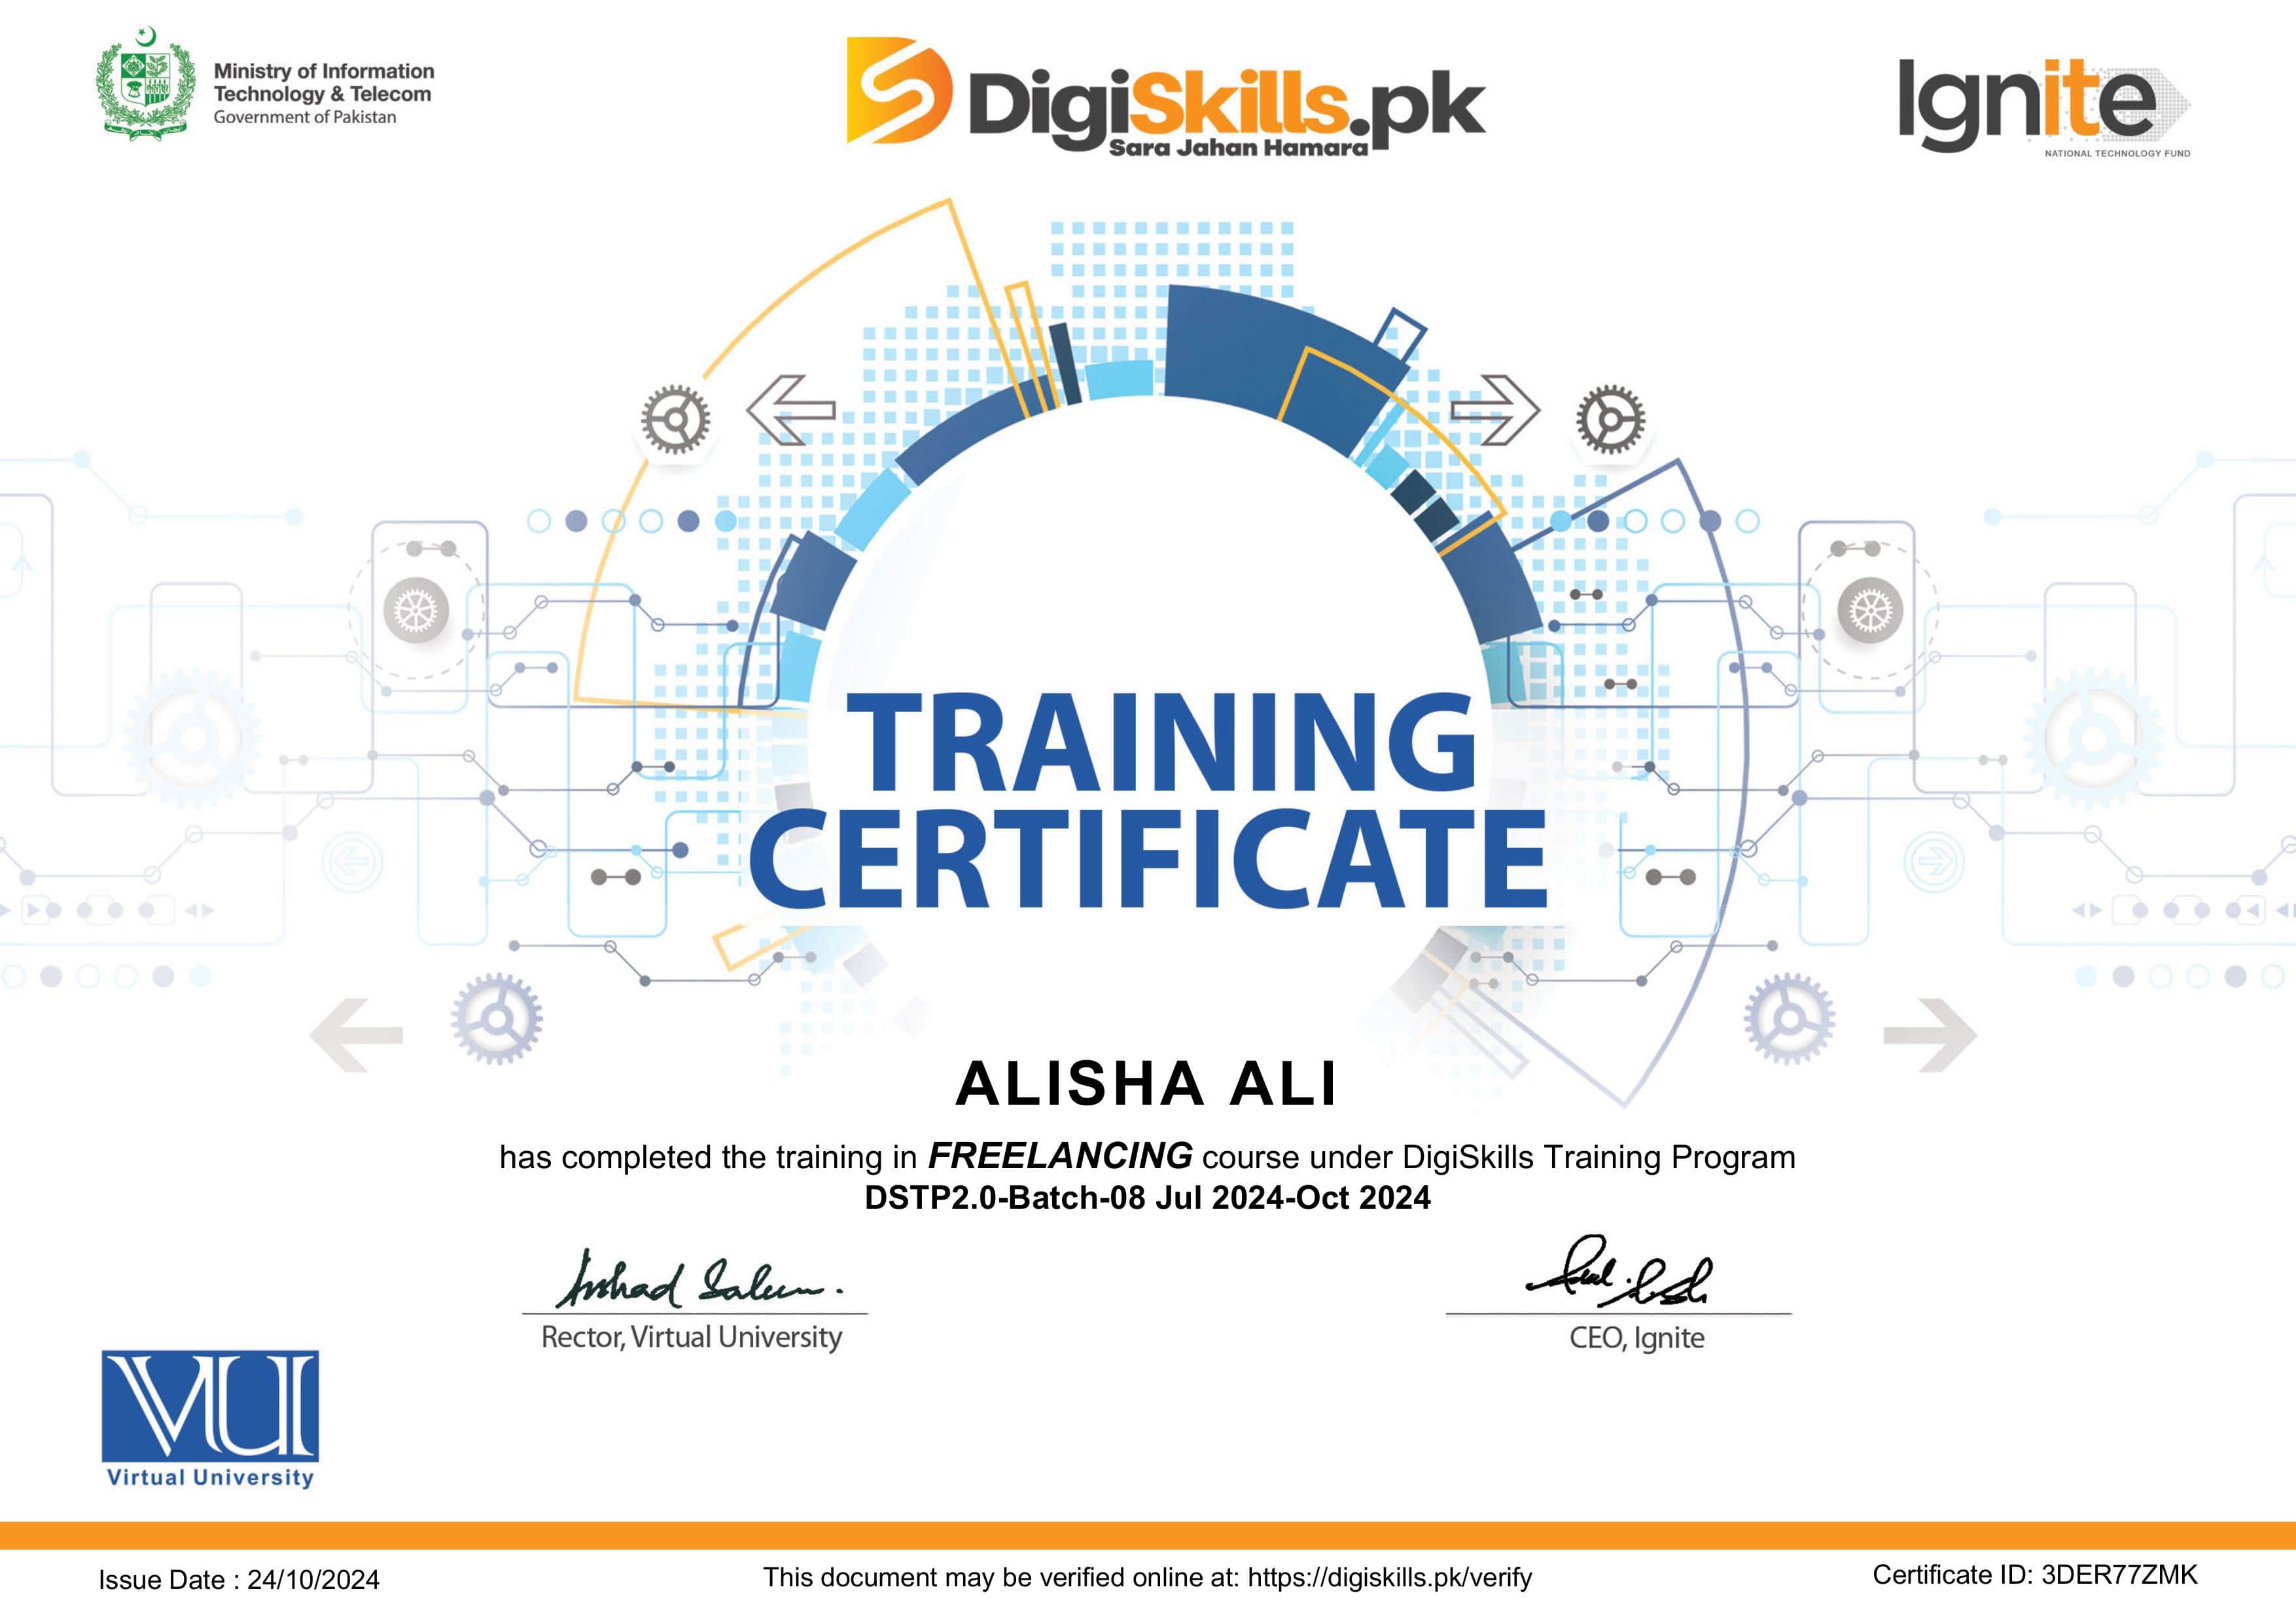 Ministry of Information
Technology & Telecom
Government of Pakistan
DigiSkills.pk
Sara Jahan Hamara
Ignite
NATIONAL TECHNOLOGY FUND
TRAINING
CERTIFICATE
ALISHA ALI
has completed the training in FREELANCING course under DigiSkills Training Program
DSTP2.0-Batch-08 Jul 2024-Oct 2024
Arshad Saleem.
Rector, Virtual University
CEO, Ignite
VU
Virtual University
Issue Date : 24/10/2024
This document may be verified online at: https://digiskills.pk/verify
Certificate ID: 3DER77ZMK